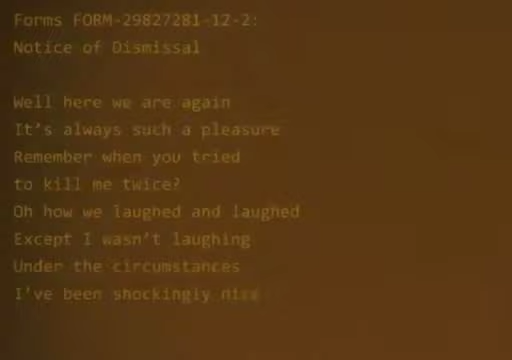 Forms FORM-29827281-12-2:
Notice of Dismissal
Well here we are again
It's always such a pleasure
Remember when you tried
to kill me twice?
Oh how we laughed and laughed
Except I wasn't laughing
Under the circumstances
I've been shockingly nice